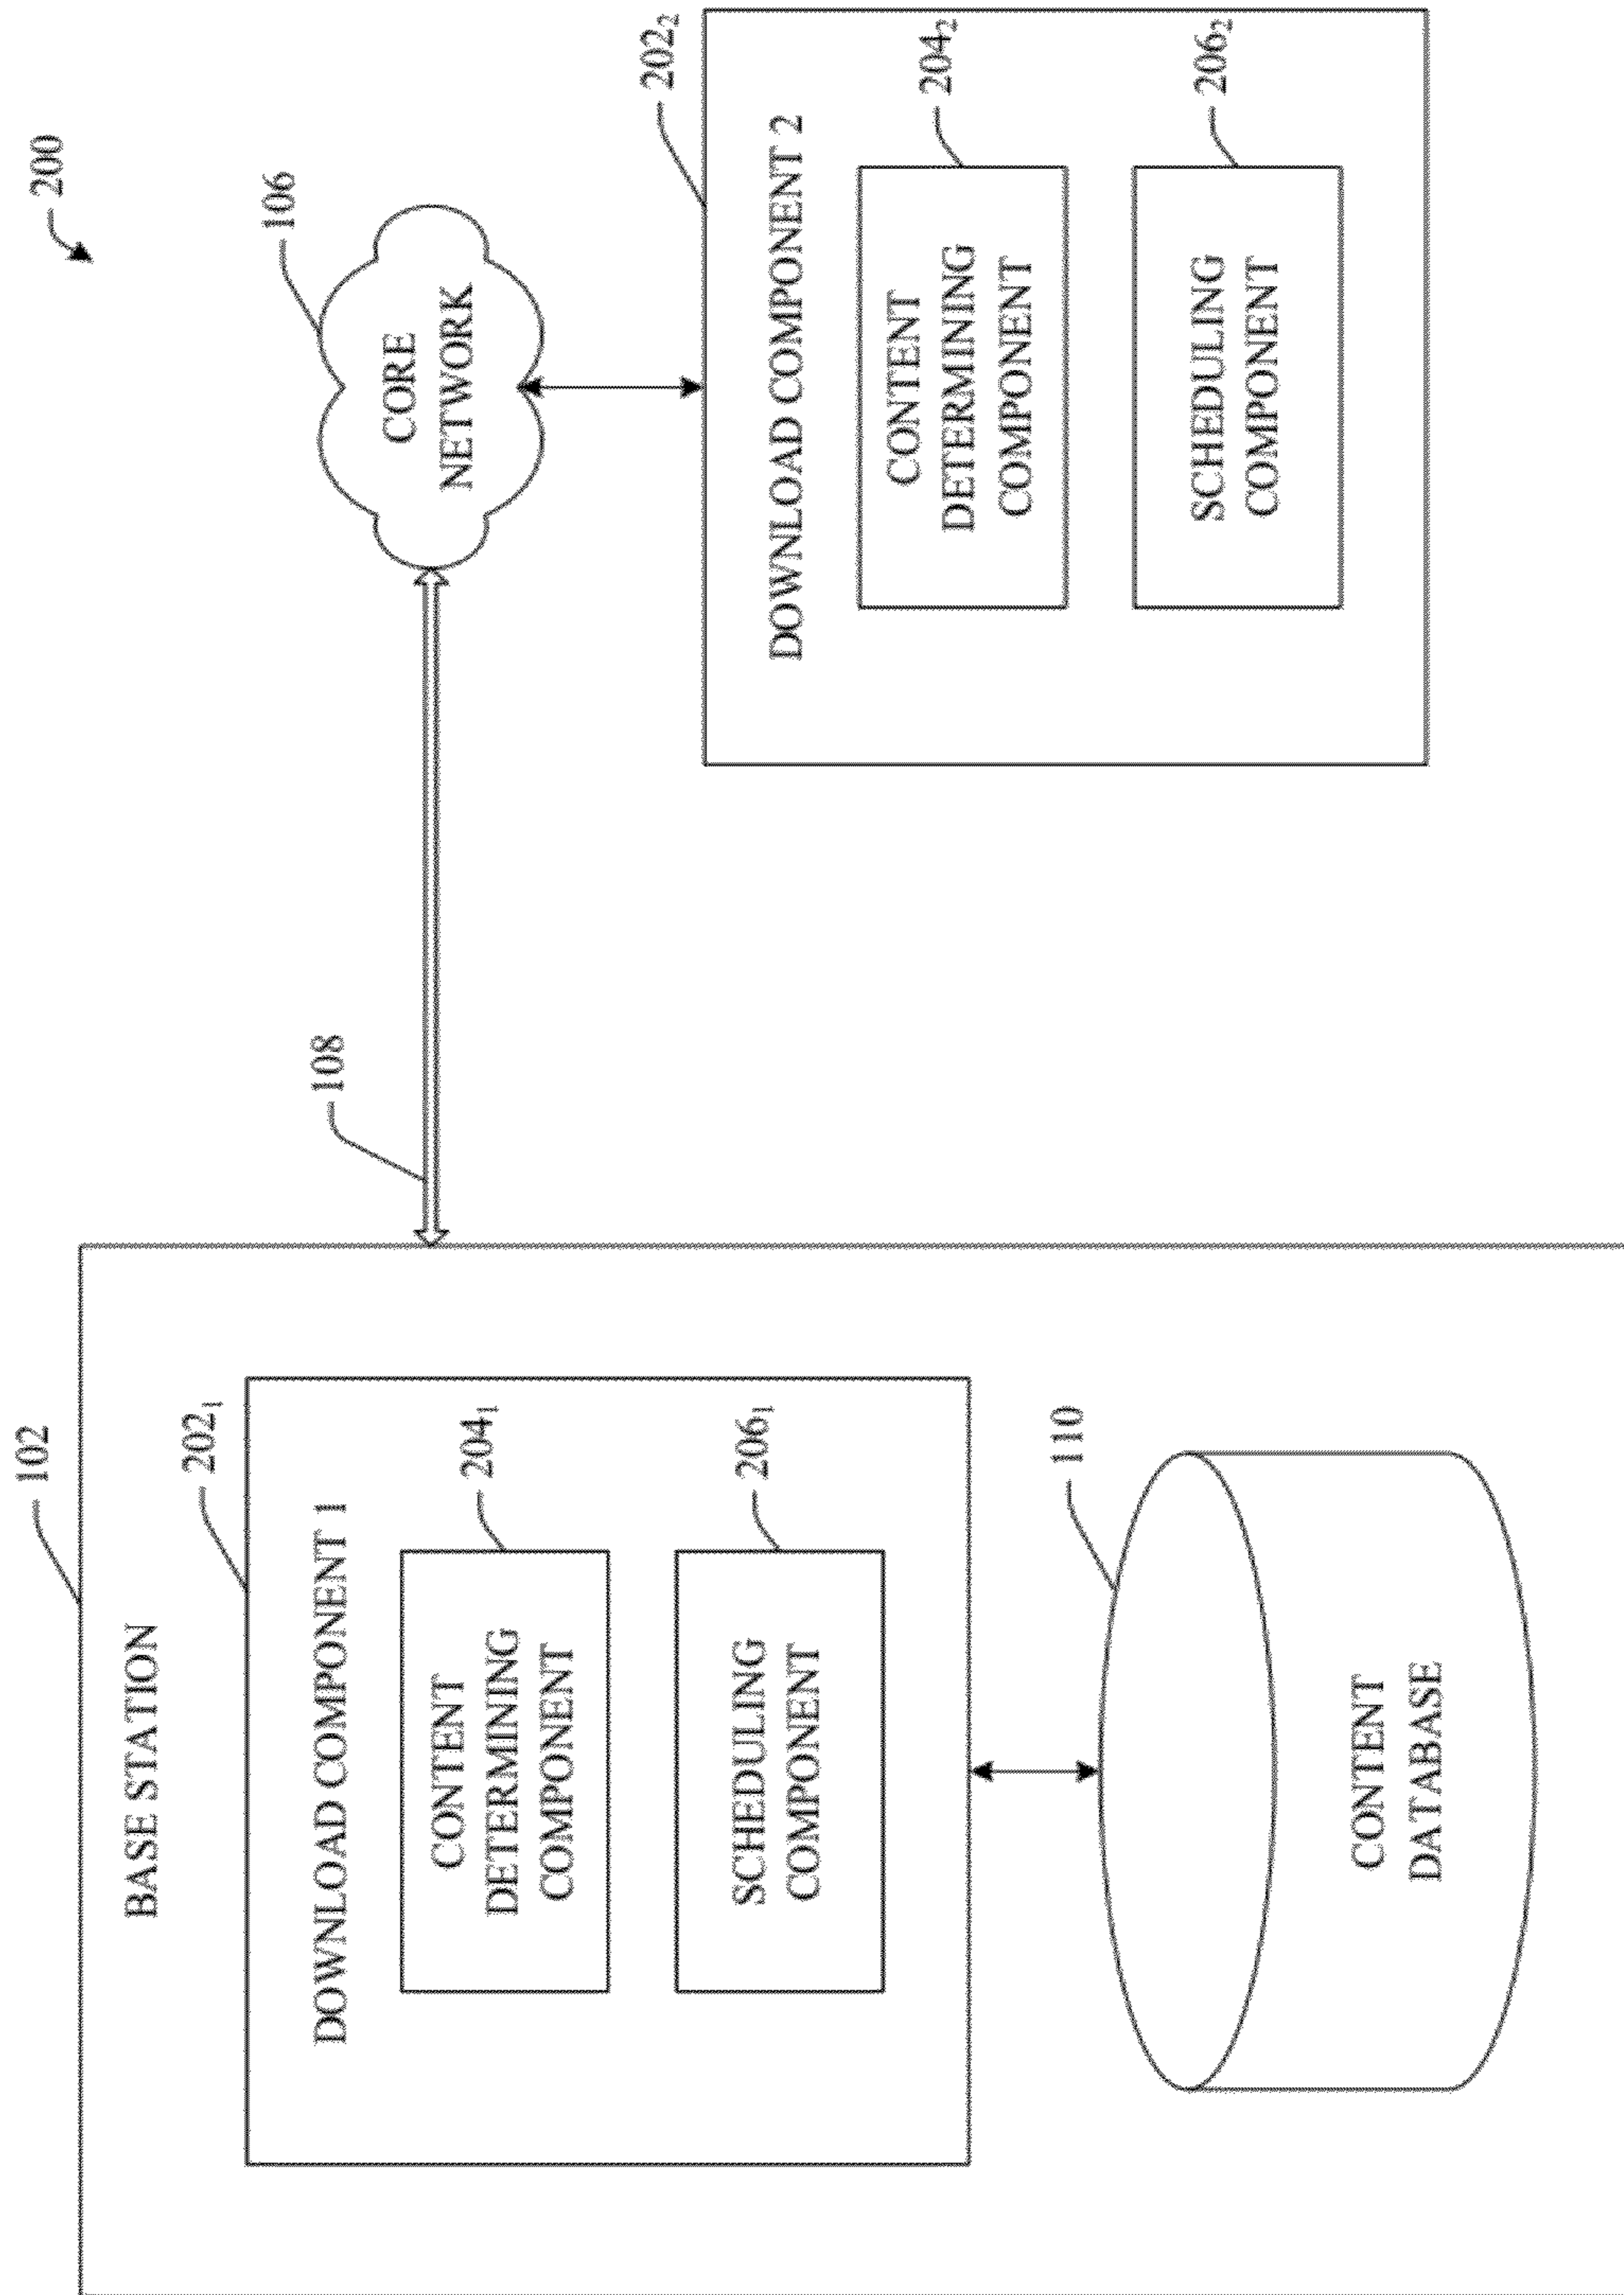 200
102
BASE STATION
202₁
DOWNLOAD COMPONENT 1
204₁
CONTENT
DETERMINING
COMPONENT
206₁
SCHEDULING
COMPONENT
110
CONTENT
DATABASE
108
106
CORE
NETWORK
202₂
DOWNLOAD COMPONENT 2
204₂
CONTENT
DETERMINING
COMPONENT
206₂
SCHEDULING
COMPONENT